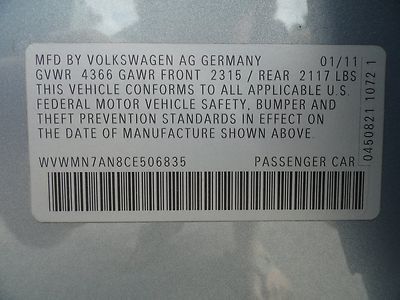 MFD BY VOLKSWAGEN AG GERMANY 01/11
GVWR 4366 GAWR FRONT 2315 / REAR 2117 LBS
THIS VEHICLE CONFORMS TO ALL APPLICABLE U.S
FEDERAL MOTOR VEHICLE SAFETY, BUMPER AND
THEFT PREVENTION STANDARDS IN EFFECT ON
THE DATE OF MANUFACTURE SHOWN ABOVE.
WVWMN7AN8CE506835 PASSENGER CAR
0450821 1072 1